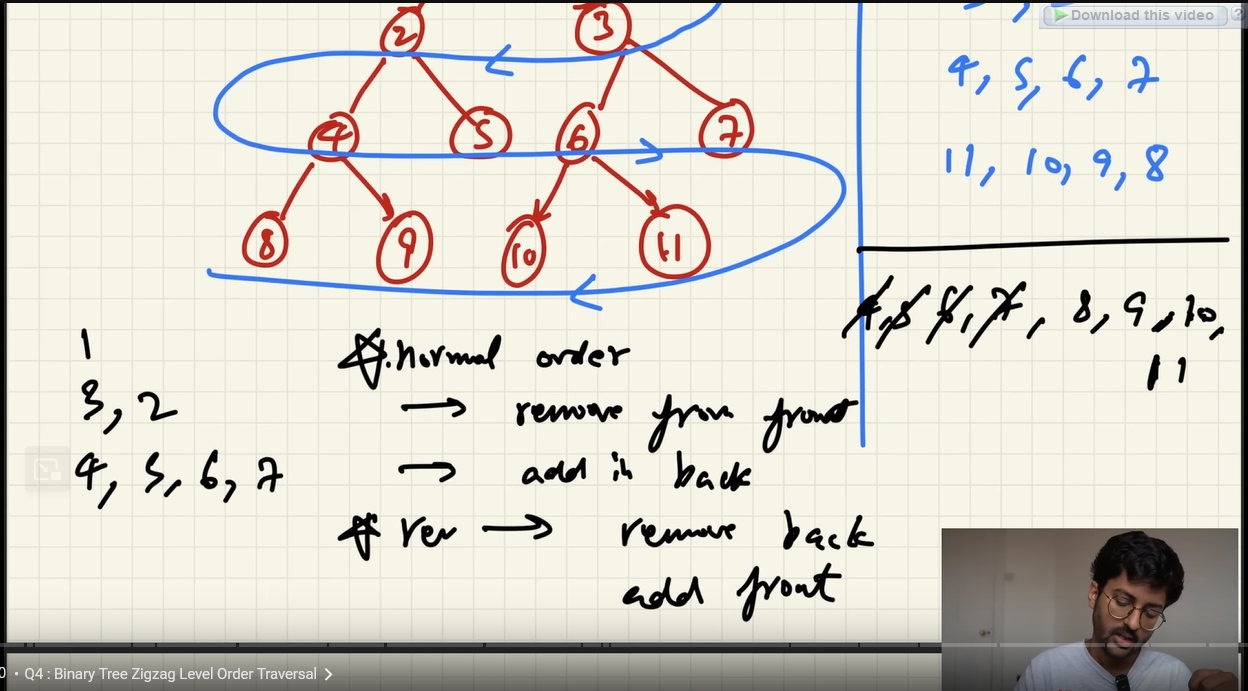 Download this video
2 3
4 5 6 7
8 9 10 11
4, 5, 6, 7
11, 10, 9, 8
4, 5, 6, 7, 8, 9, 10,
11
1
3, 2
4, 5, 6, 7
Normal order
→ remove from front
→ add in back
rev → remove back
add front
Q4 : Binary Tree Zigzag Level Order Traversal